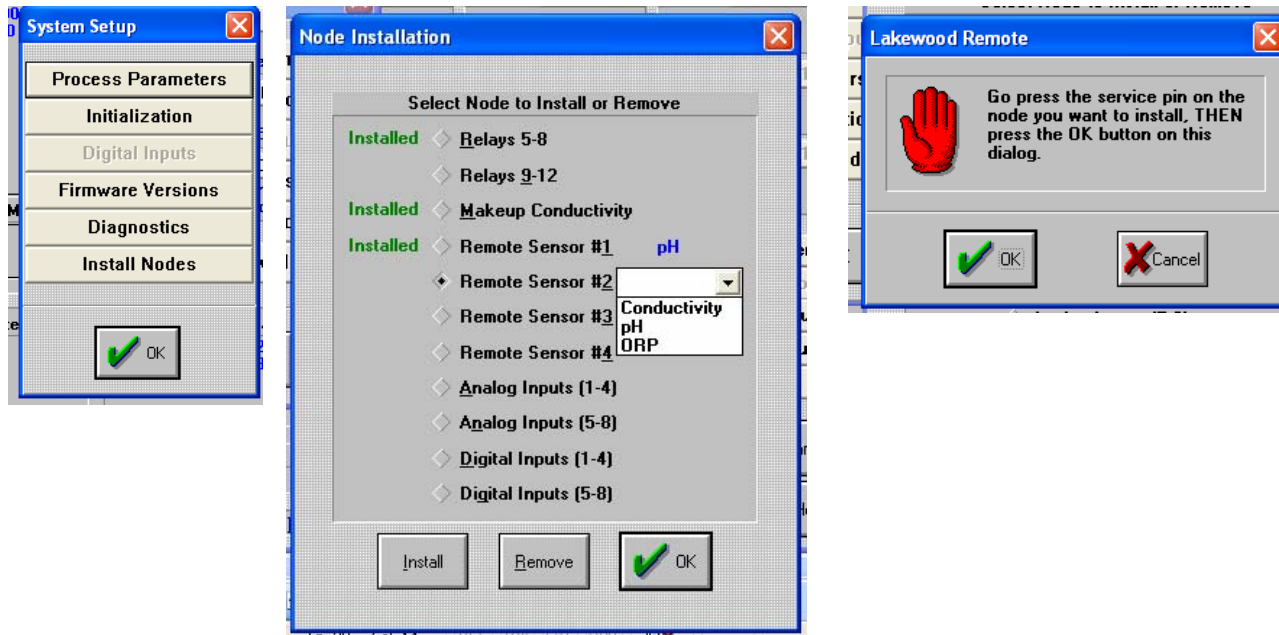 System Setup
Process Parameters
Initialization
Digital Inputs
Firmware Versions
Diagnostics
Install Nodes
OK
Node Installation
Select Node to Install or Remove
Installed Relays 5-8
Relays 9-12
Installed Makeup Conductivity
Installed Remote Sensor #1 pH
Remote Sensor #2
Conductivity
Remote Sensor #3 pH
Remote Sensor #4 ORP
Analog Inputs (1-4)
Analog Inputs (5-8)
Digital Inputs (1-4)
Digital Inputs (5-8)
Install Remove OK
Lakewood Remote
Go press the service pin on the
node you want to install, THEN
press the OK button on this
dialog.
OK Cancel